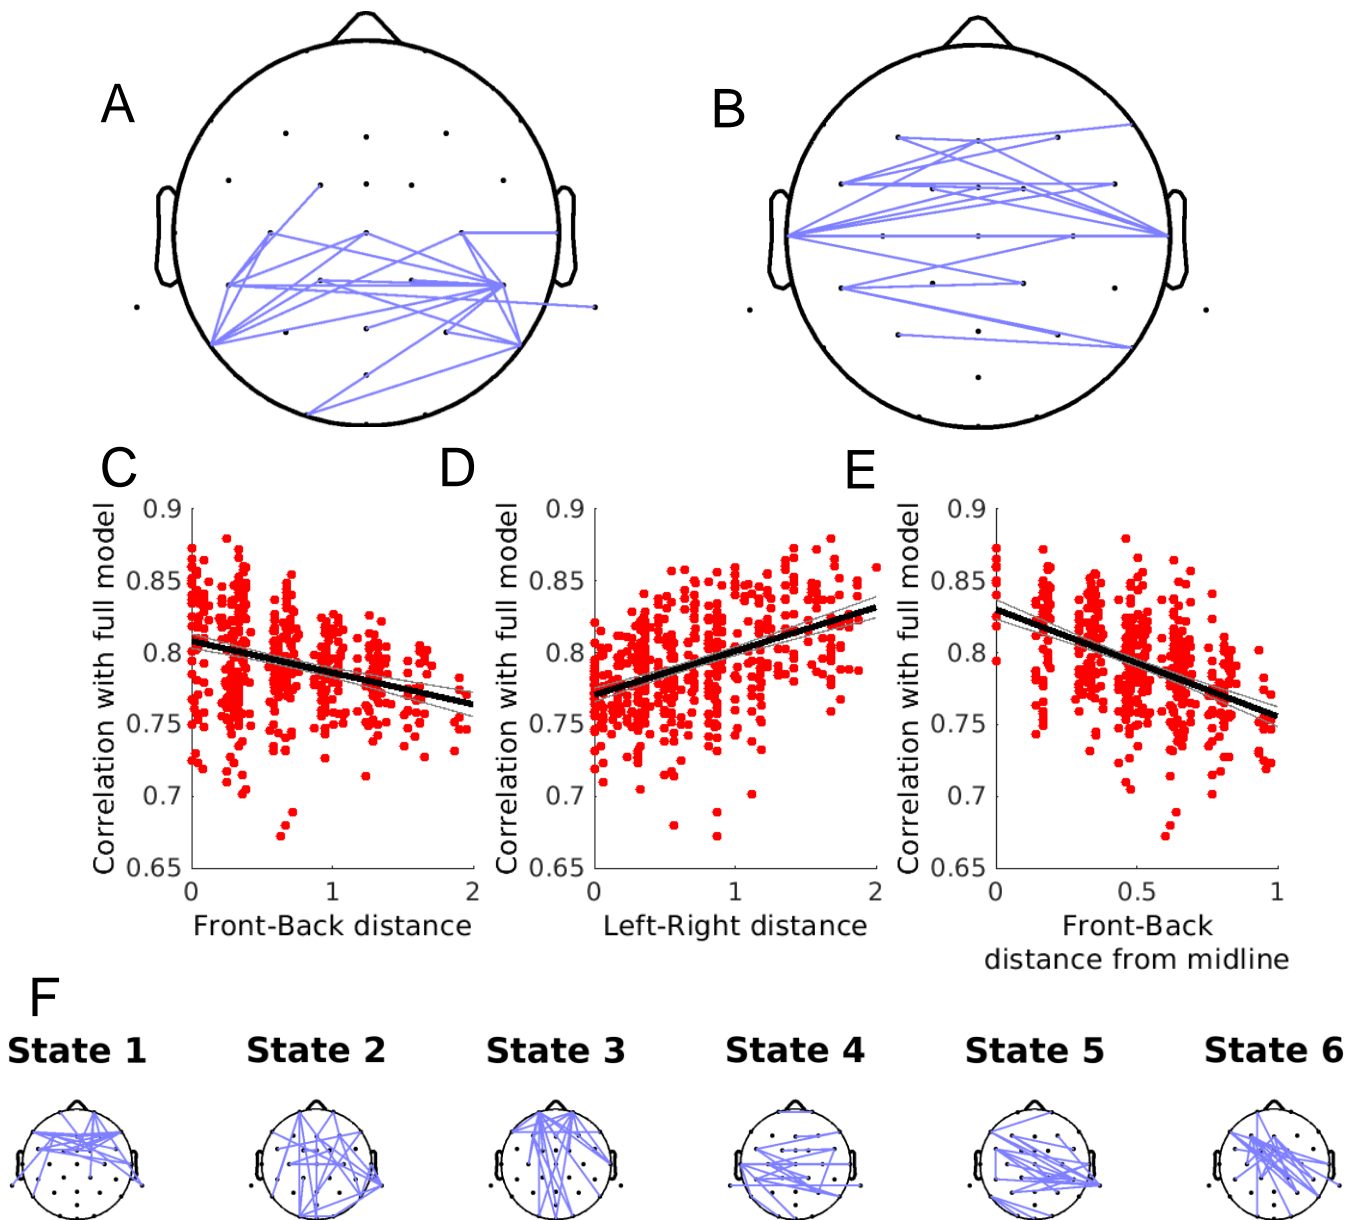 A
B
C
D
E
Correlation with full model
0.9
0.85
0.8
0.75
0.7
0.65
0
1
2
Front-Back distance
Correlation with full model
0.9
0.85
0.8
0.75
0.7
0.65
0
1
2
Left-Right distance
Correlation with full model
0.9
0.85
0.8
0.75
0.7
0.65
0
0.5
1
Front-Back
distance from midline
F
State 1
State 2
State 3
State 4
State 5
State 6